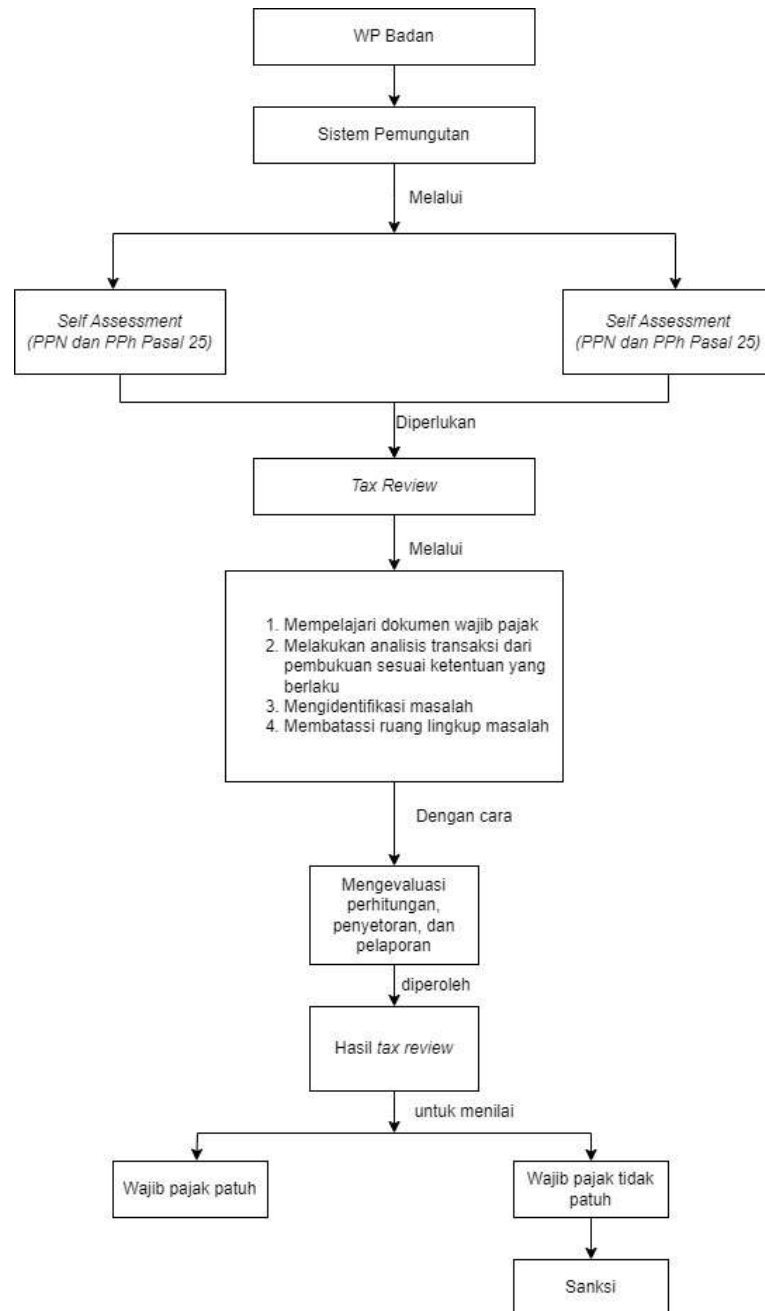 WP Badan
Sistem Pemungutan
Melalui
Self Assessment
(PPN dan PPh Pasal 25)
Self Assessment
(PPN dan PPh Pasal 25)
Diperlukan
Tax Review
Melalui
1. Mempelajari dokumen wajib pajak
2. Melakukan analisis transaksi dari
pembukuan sesuai ketentuan yang
berlaku
3. Mengidentifikasi masalah
4. Membatassi ruang lingkup masalah
Dengan cara
Mengevaluasi
perhitungan,
penyetoran, dan
pelaporan
diperoleh
Hasil tax review
untuk menilai
Wajib pajak patuh
Wajib pajak tidak
patuh
Sanksi